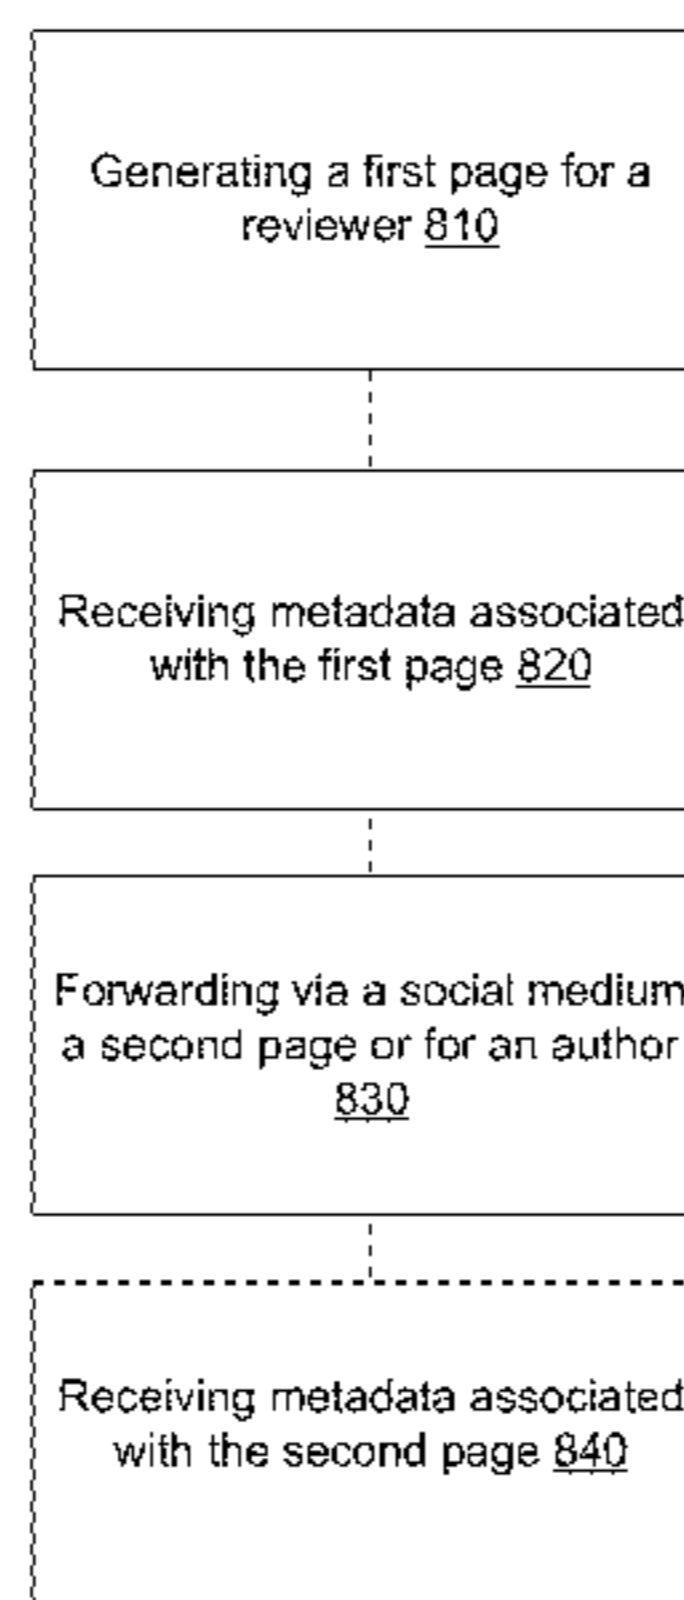 Generating a first page for a
reviewer 810
Receiving metadata associated
with the first page 820
Forwarding via a social medium
a second page or for an author
830
Receiving metadata associated
with the second page 840